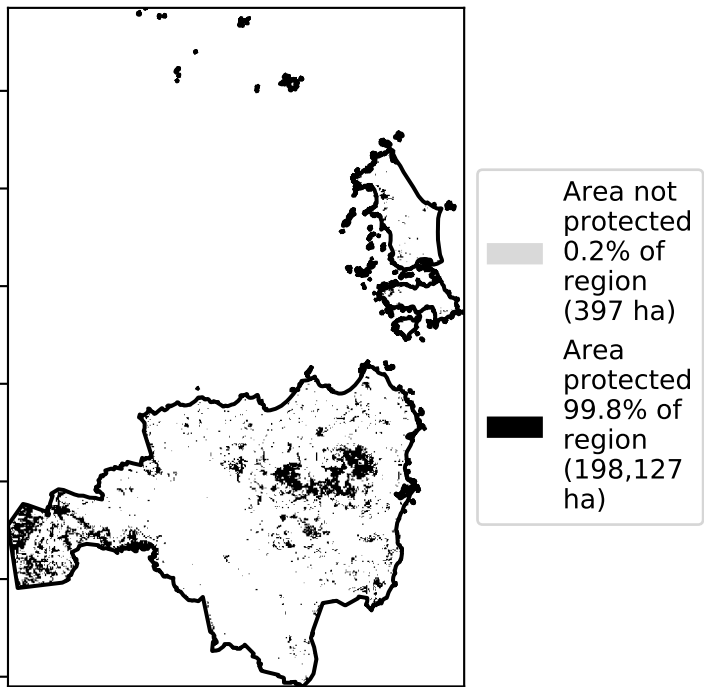 Area not
protected
0.2% of
region
(397 ha)
Area
protected
99.8% of
region
(198,127
ha)